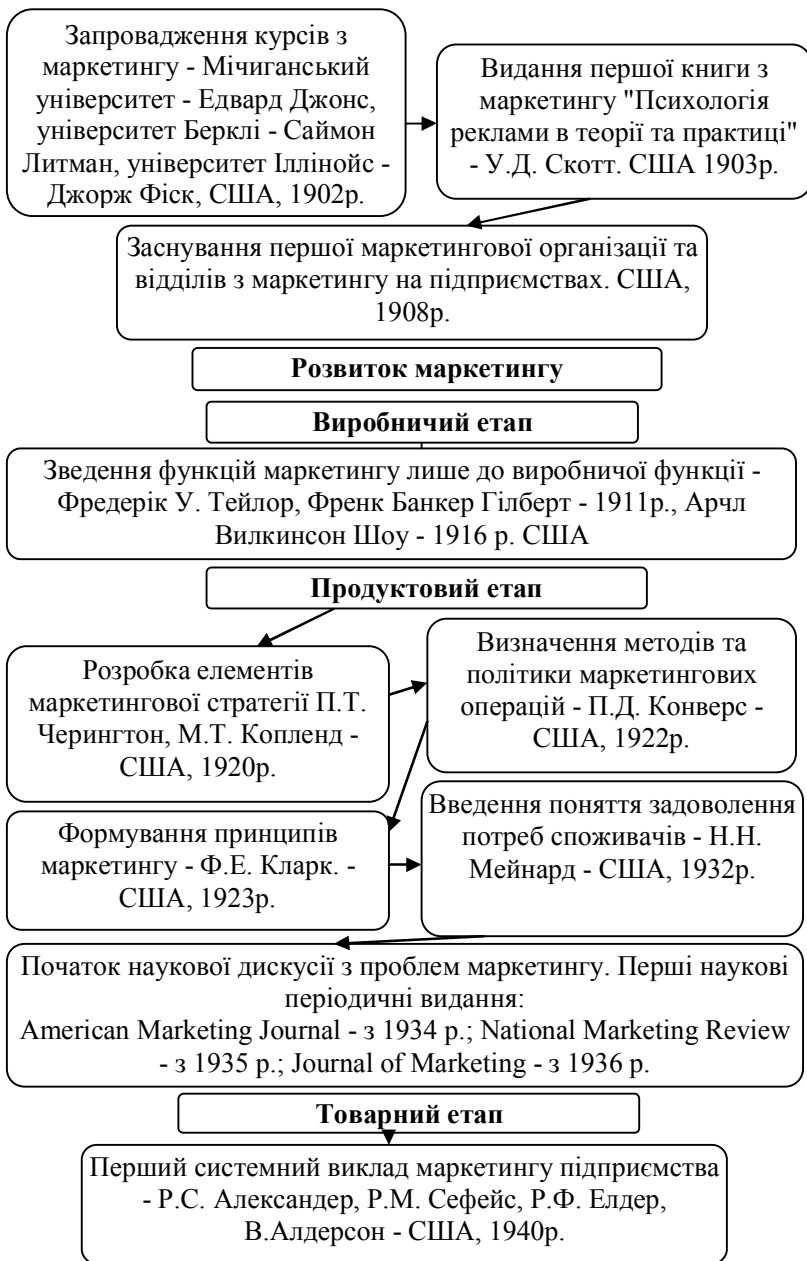 Запровадження курсів з
маркетингу - Мічиганський
університет - Едвард Джонс,
університет Берклі - Саймон
Литман, університет Іллінойс -
Джорж Фіск, США, 1902р.
Видання першої книги з
маркетингу "Психологія
реклами в теорії та практиці"
- У.Д. Скотт. США 1903р.
Заснування першої маркетингової організації та
відділів з маркетингу на підприємствах. США,
1908р.
Розвиток маркетингу
Виробничий етап
Зведення функцій маркетингу лише до виробничої функції -
Фредерік У. Тейлор, Френк Банкер Гілберт - 1911р., Арчл
Вилкинсон Шоу - 1916 р. США
Продуктовий етап
Розробка елементів
маркетингової стратегії П.Т.
Черингтон, М.Т. Копленд -
США, 1920р.
Визначення методів та
політики маркетингових
операцій - П.Д. Конверс -
США, 1922р.
Формування принципів
маркетингу - Ф.Е. Кларк. -
США, 1923р.
Введення поняття задоволення
потреб споживачів - Н.Н.
Мейнард - США, 1932р.
Початок наукової дискусії з проблем маркетингу. Перші наукові
періодичні видання:
American Marketing Journal - з 1934 р.; National Marketing Review
- з 1935 р.; Journal of Marketing - з 1936 р.
Товарний етап
Перший системний виклад маркетингу підприємства
- Р.С. Александер, Р.М. Сефейс, Р.Ф. Елдер,
В.Алдерсон - США, 1940р.